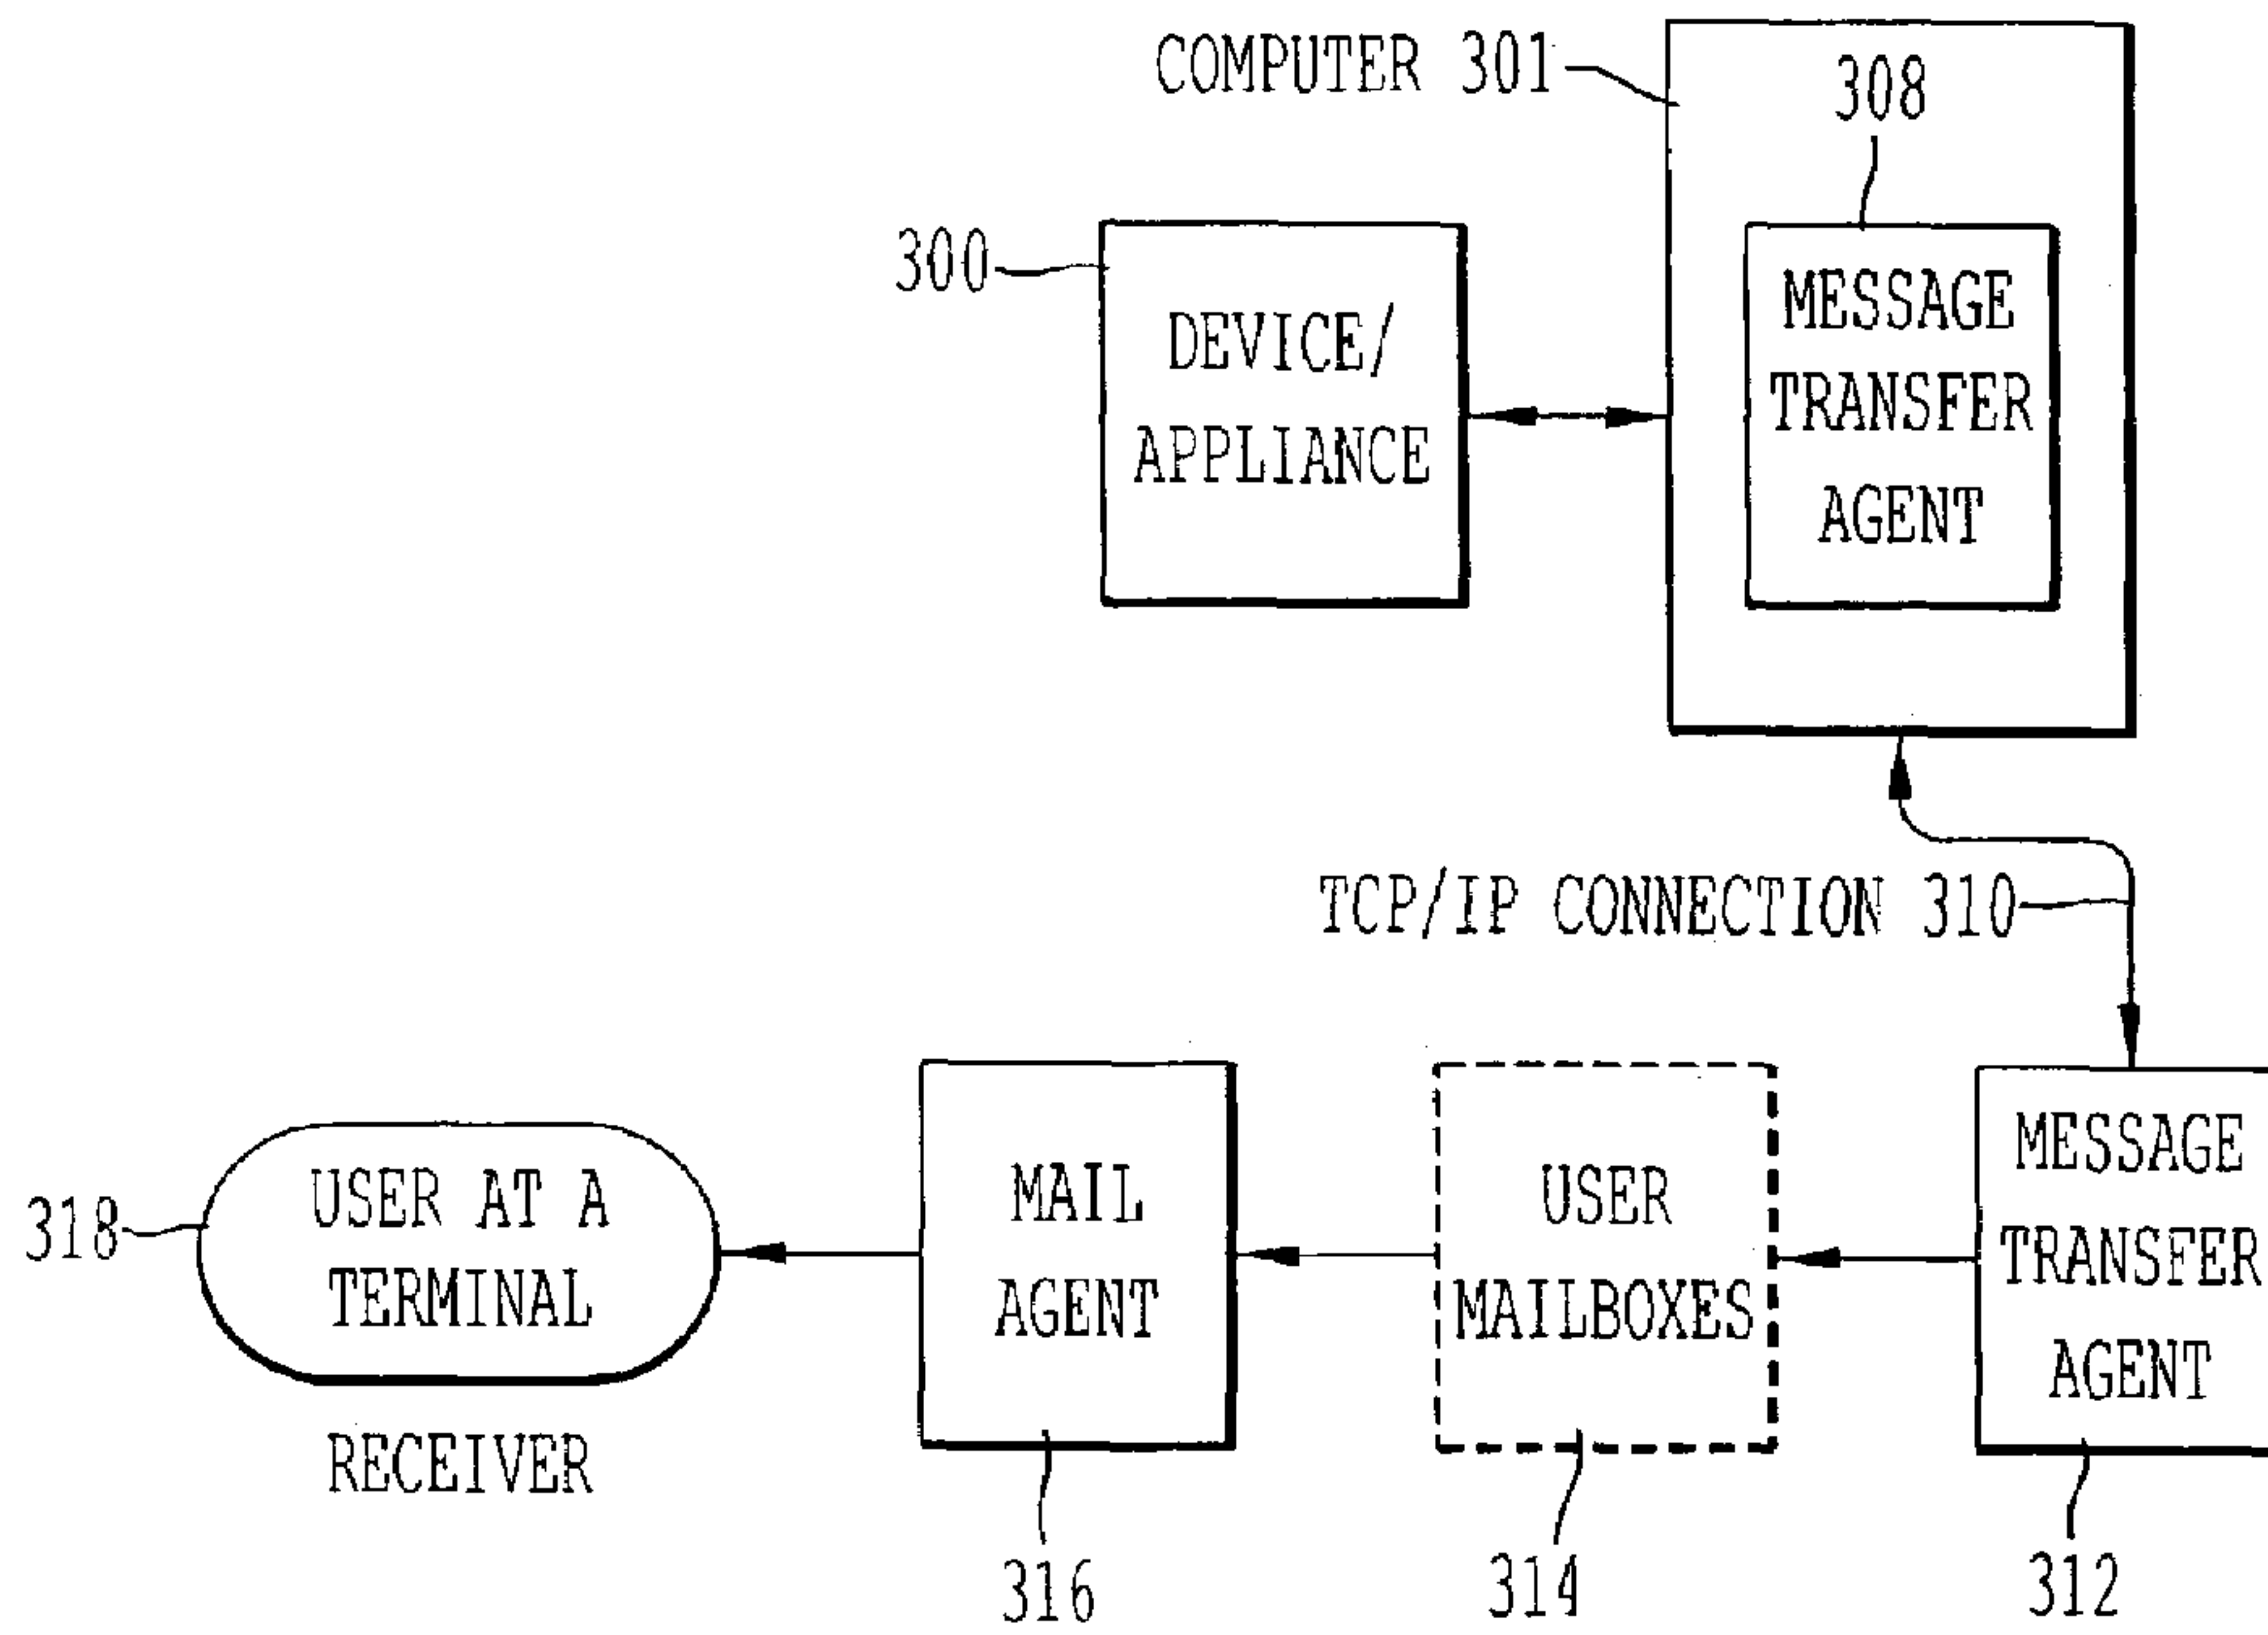 COMPUTER 301
308
300
DEVICE/
APPLIANCE
MESSAGE
TRANSFER
AGENT
TCP/IP CONNECTION 310
318
USER AT A
TERMINAL
RECEIVER
MAIL
AGENT
316
USER
MAILBOXES
314
MESSAGE
TRANSFER
AGENT
312